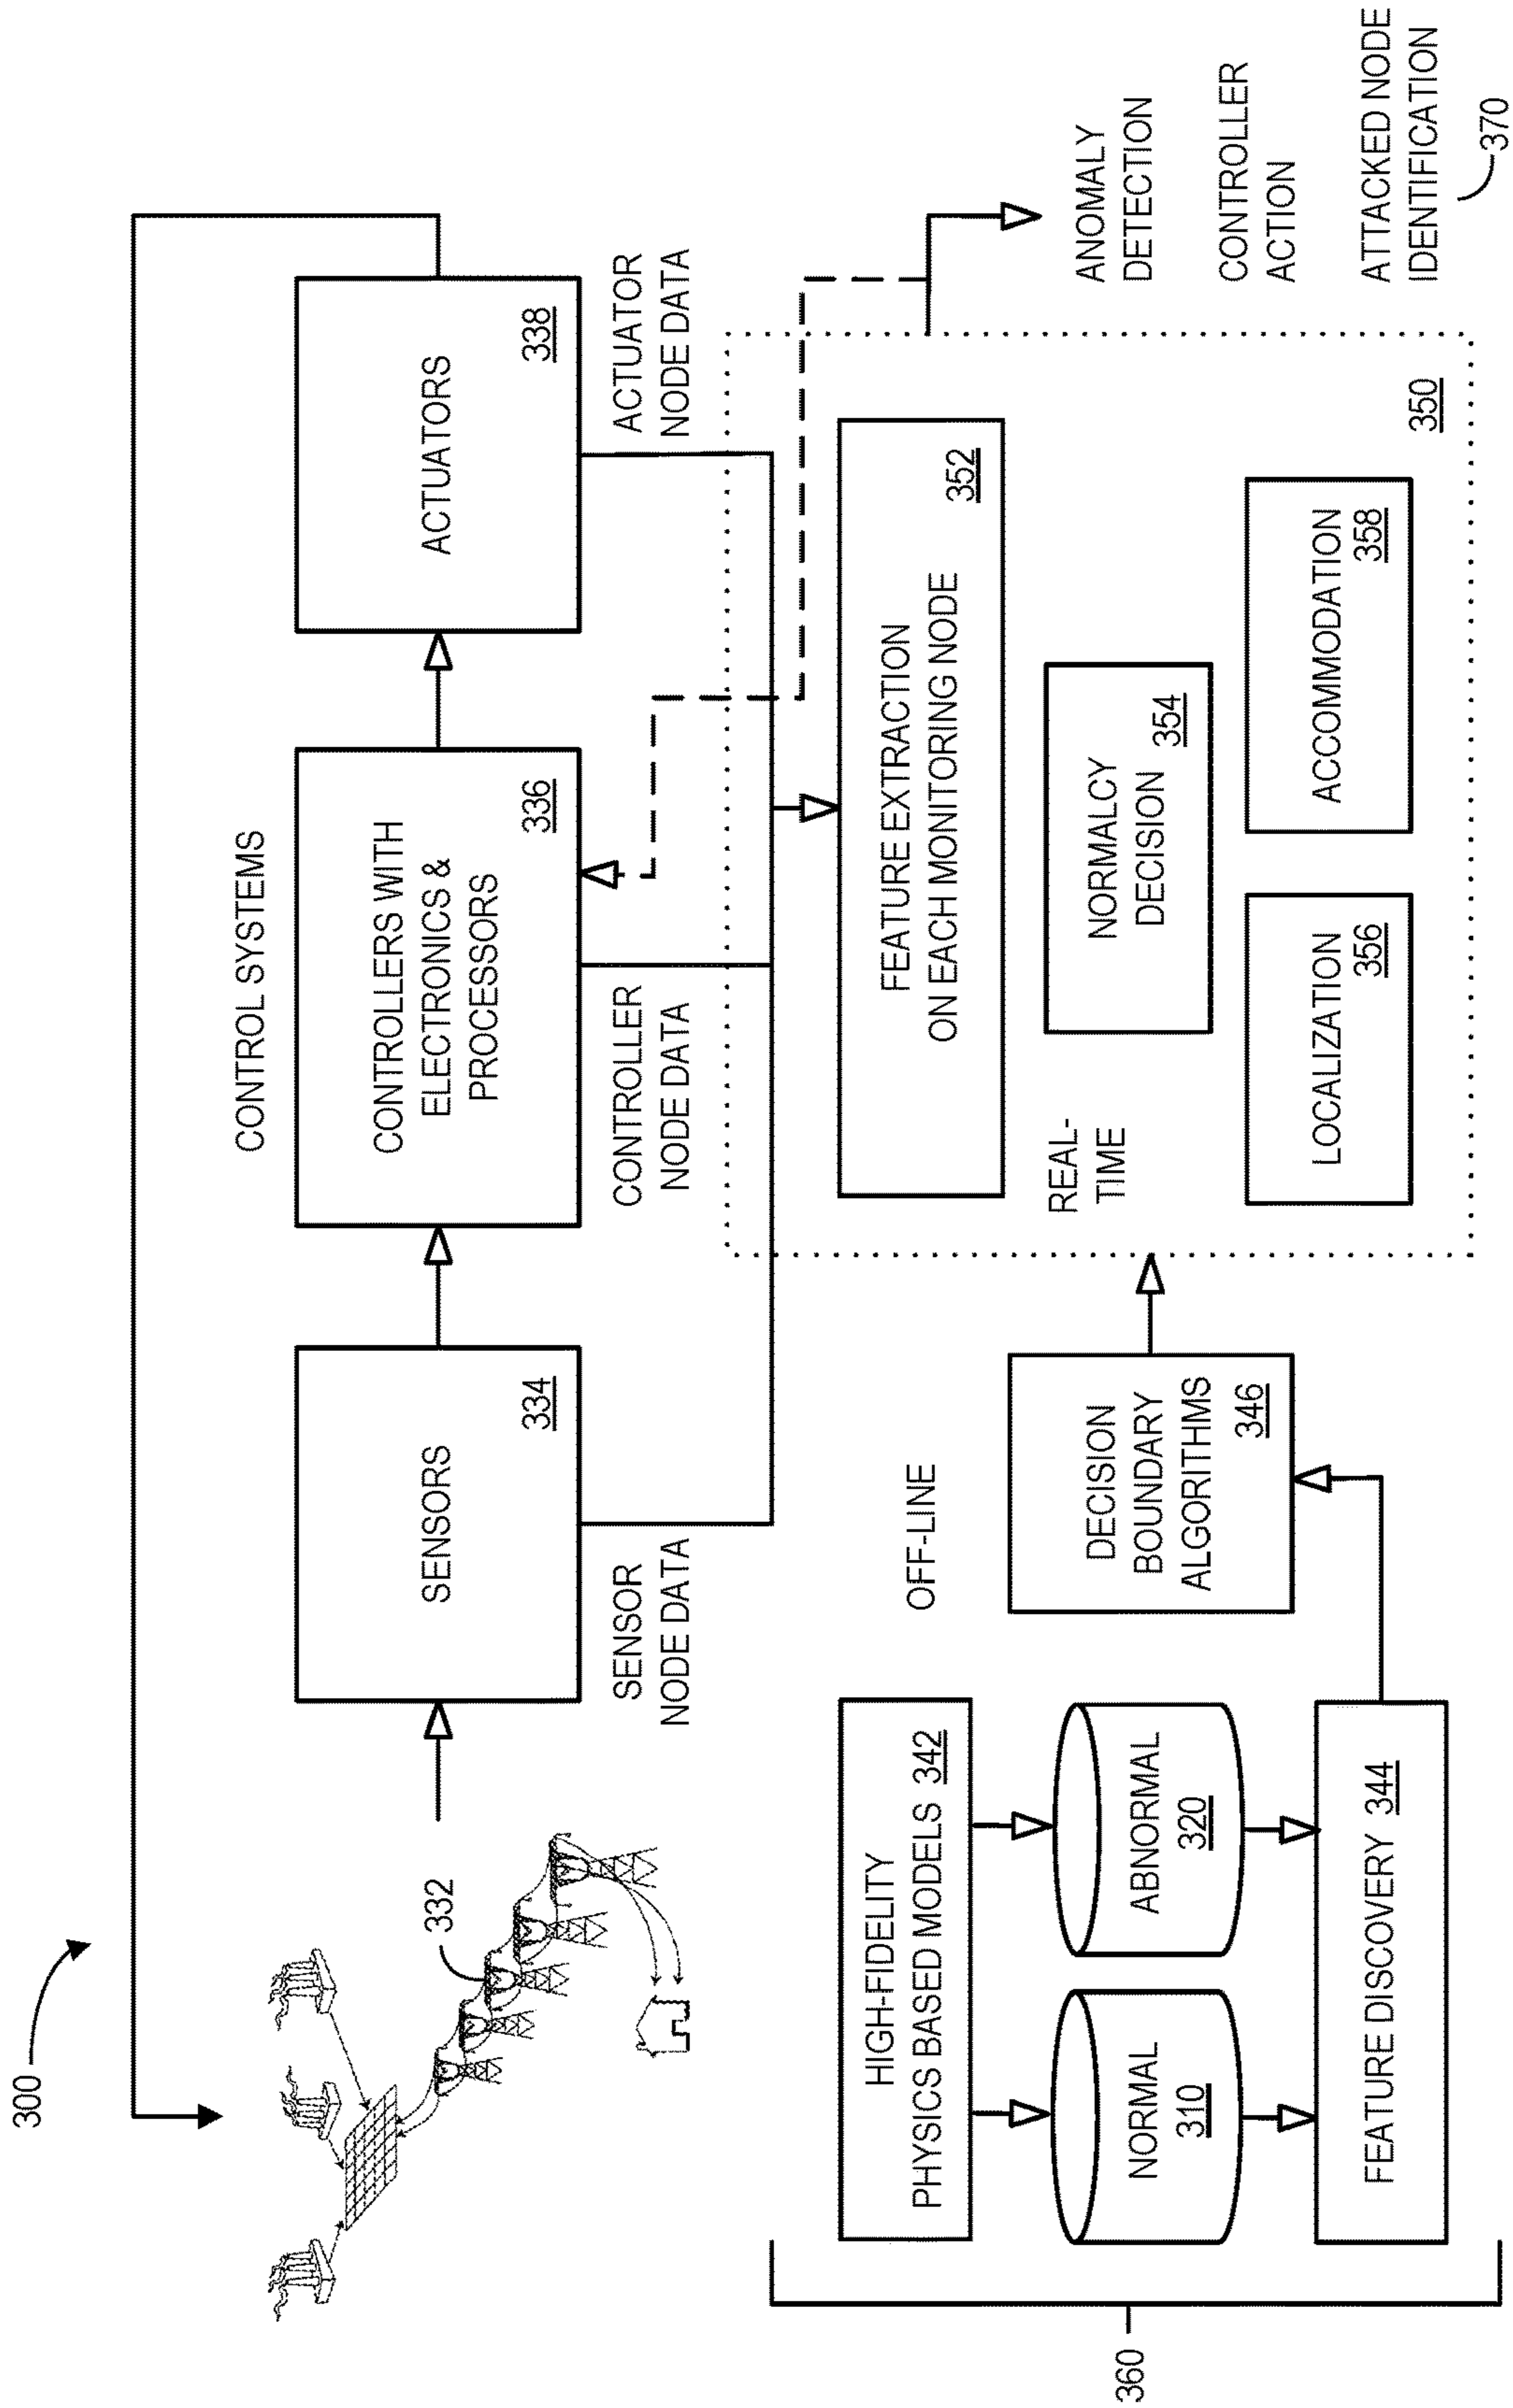 300
332
SENSORS
334
SENSOR
NODE DATA
CONTROL SYSTEMS
CONTROLLERS WITH
ELECTRONICS &
PROCESSORS
336
CONTROLLER
NODE DATA
ACTUATORS
338
ACTUATOR
NODE DATA
360
HIGH-FIDELITY
PHYSICS BASED MODELS 342
NORMAL
310
ABNORMAL
320
FEATURE DISCOVERY 344
OFF-LINE
DECISION
BOUNDARY
ALGORITHMS
346
REAL-
TIME
FEATURE EXTRACTION
ON EACH MONITORING NODE
352
NORMALCY
DECISION 354
LOCALIZATION
356
ACCOMMODATION
358
350
ANOMALY
DETECTION
CONTROLLER
ACTION
ATTACKED NODE
IDENTIFICATION
370